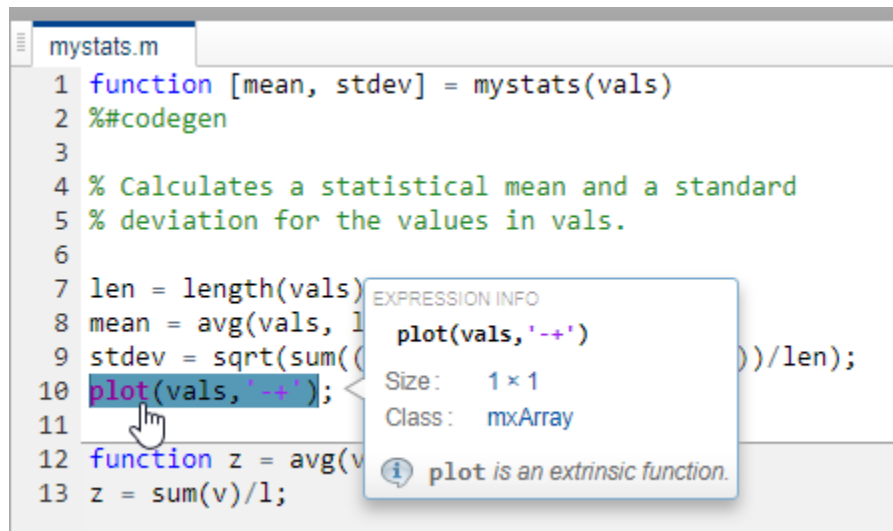 mystats.m
1 function [mean, stdev] = mystats(vals)
2 %#codegen
3
4 % Calculates a statistical mean and a standard
5 % deviation for the values in vals.
6
7 len = length(vals)
8 mean = avg(vals, l
9 stdev = sqrt(sum(( ))/len);
10 plot(vals,'-+');
11
12 function z = avg(v
13 z = sum(v)/l;
EXPRESSION INFO
plot(vals,'-+')
Size: 1 × 1
Class: mxArray
plot is an extrinsic function.